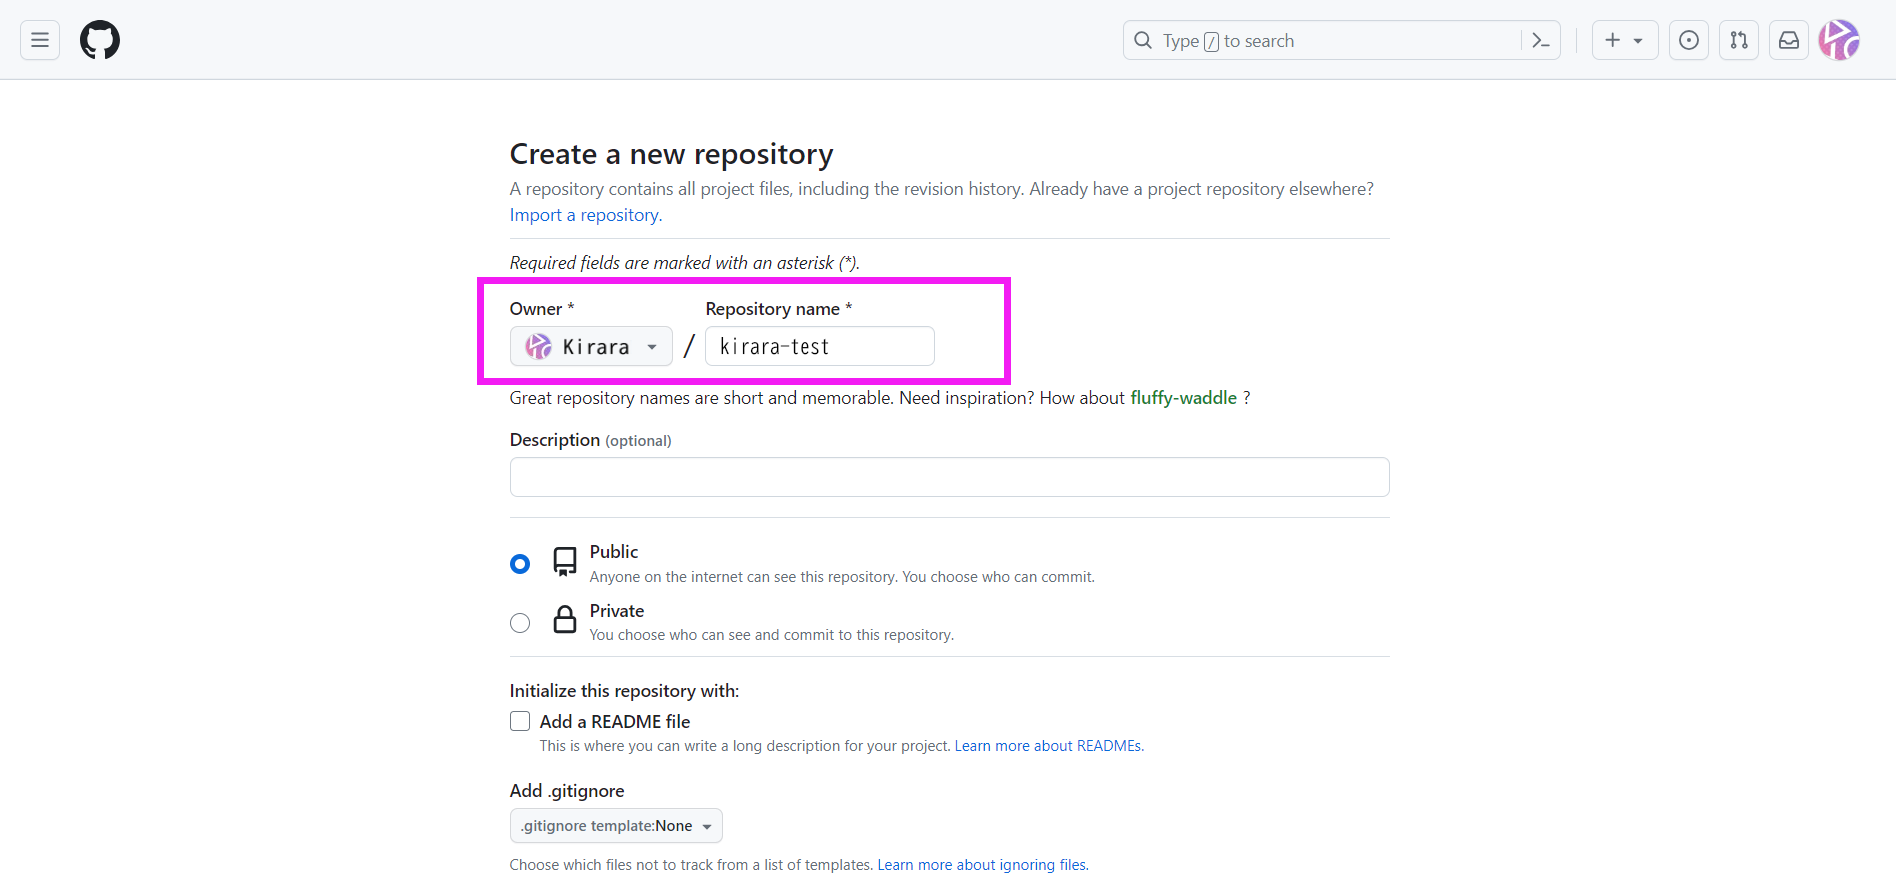 Type / to search
Create a new repository
A repository contains all project files, including the revision history. Already have a project repository elsewhere?
Import a repository.
Required fields are marked with an asterisk (*).
Owner * Repository name *
Kirara / kirara-test
Great repository names are short and memorable. Need inspiration? How about fluffy-waddle ?
Description (optional)
Public
Anyone on the internet can see this repository. You choose who can commit.
Private
You choose who can see and commit to this repository.
Initialize this repository with:
Add a README file
This is where you can write a long description for your project. Learn more about READMEs.
Add .gitignore
.gitignore template:None
Choose which files not to track from a list of templates. Learn more about ignoring files.